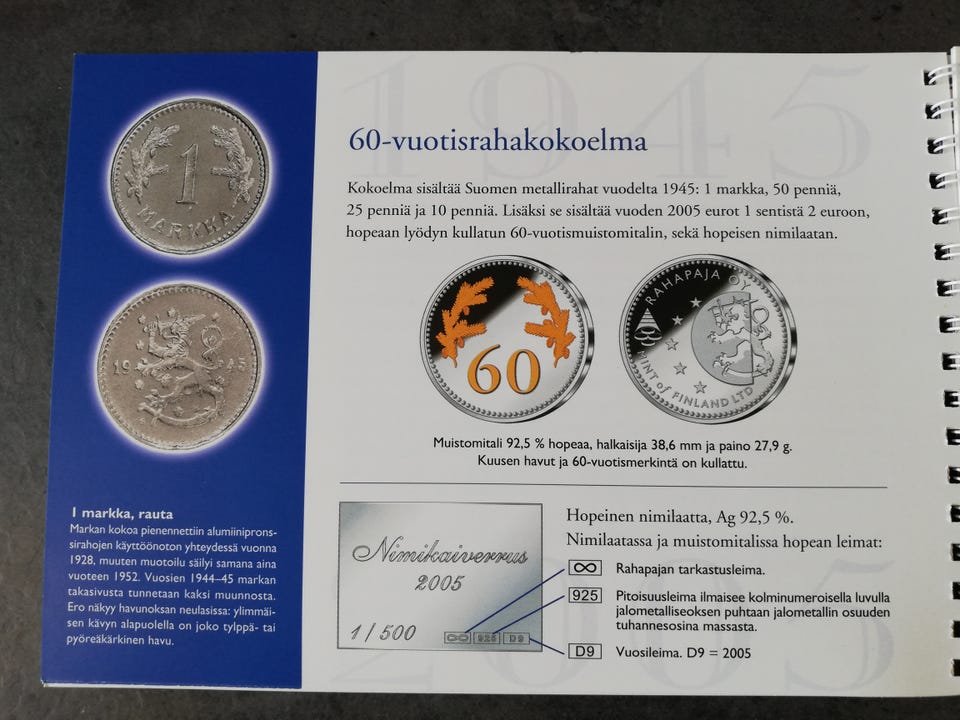 1
MARKKA
19 45
1 markka, rauta
Markan kokoa pienennettiin alumiiniprons-
sirahojen käyttöönoton yhteydessä vuonna
1928, muuten muotoilu säilyi samana aina
vuoteen 1952. Vuosien 1944–45 markan
takasivusta tunnetaan kaksi muunnosta.
Ero näkyy havunoksan neulasissa: ylimmäi-
sen kävyn alapuolella on joko tylppä- tai
pyöreäkärkinen havu.
1945
60-vuotisrahakokoelma
Kokoelma sisältää Suomen metallirahat vuodelta 1945: 1 markka, 50 penniä,
25 penniä ja 10 penniä. Lisäksi se sisältää vuoden 2005 eurot 1 sentistä 2 euroon,
hopeaan lyödyn kullatun 60-vuotismuistomitalin, sekä hopeisen nimilaatan.
60
RAHAPAJA OY
MINT of FINLAND LTD
Muistomitali 92,5 % hopeaa, halkaisija 38,6 mm ja paino 27,9 g.
Kuusen havut ja 60-vuotismerkintä on kullattu.
Nimikaiverrus
2005
1/500
925 D9
Hopeinen nimilaatta, Ag 92,5 %.
Nimilaatassa ja muistomitalissa hopean leimat:
Rahapajan tarkastusleima.
925 Pitoisuusleima ilmaisee kolminumeroisella luvulla
jalometalliseoksen puhtaan jalometallin osuuden
tuhannesosina massasta.
D9 Vuosileima. D9 = 2005
2005